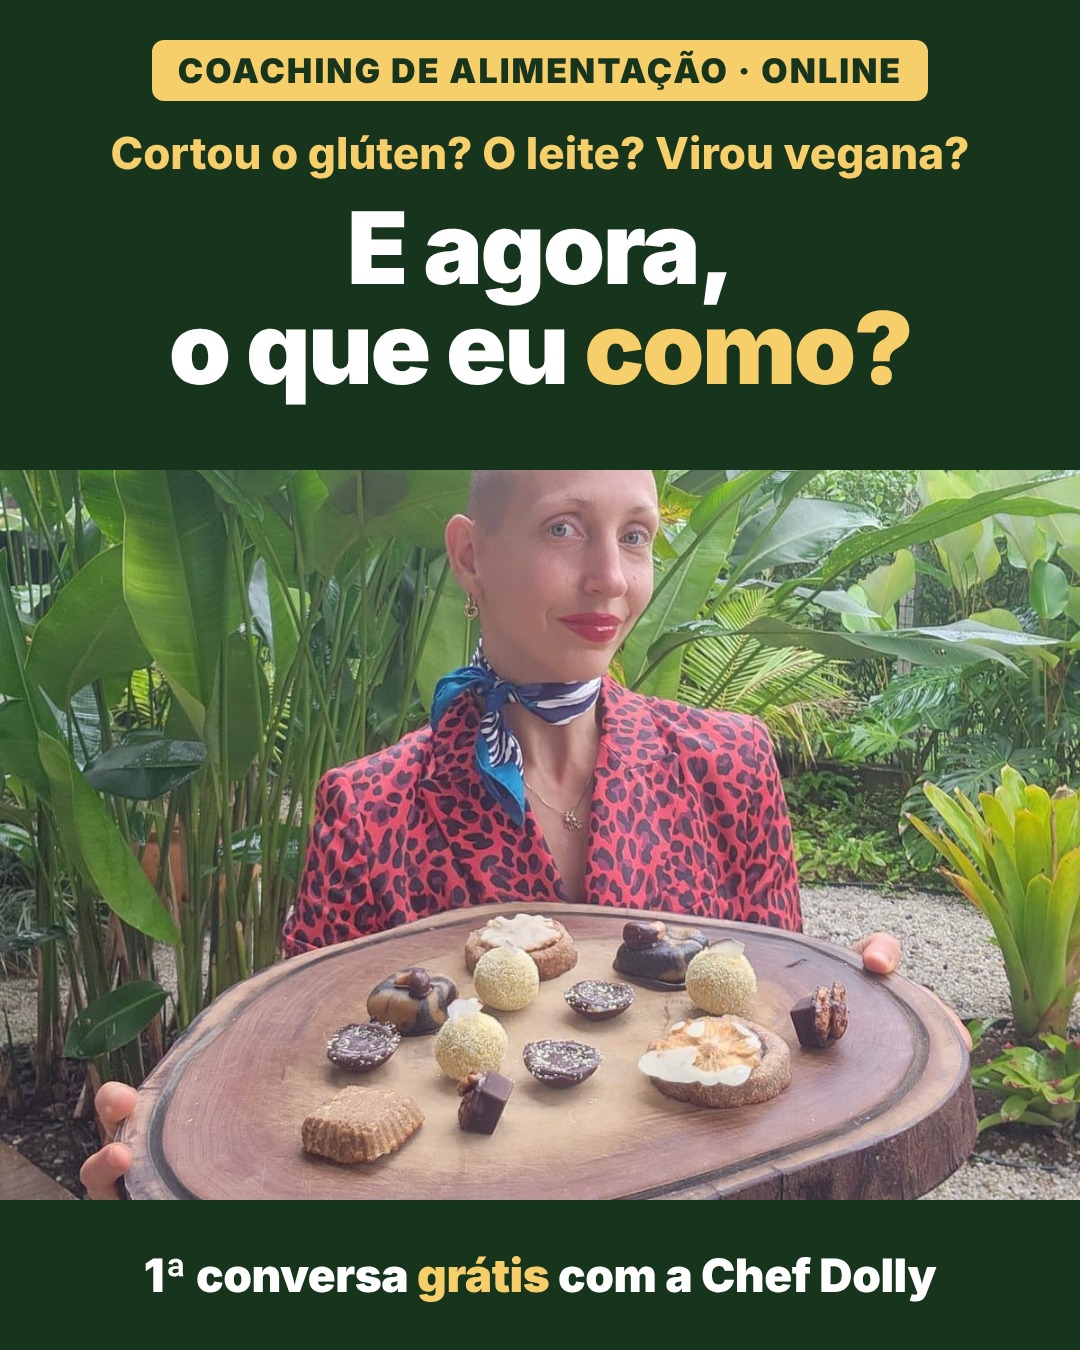 COACHING DE ALIMENTAÇÃO · ONLINE
Cortou o glúten? O leite? Virou vegana?
E agora,
o que eu como?
1ª conversa grátis com a Chef Dolly